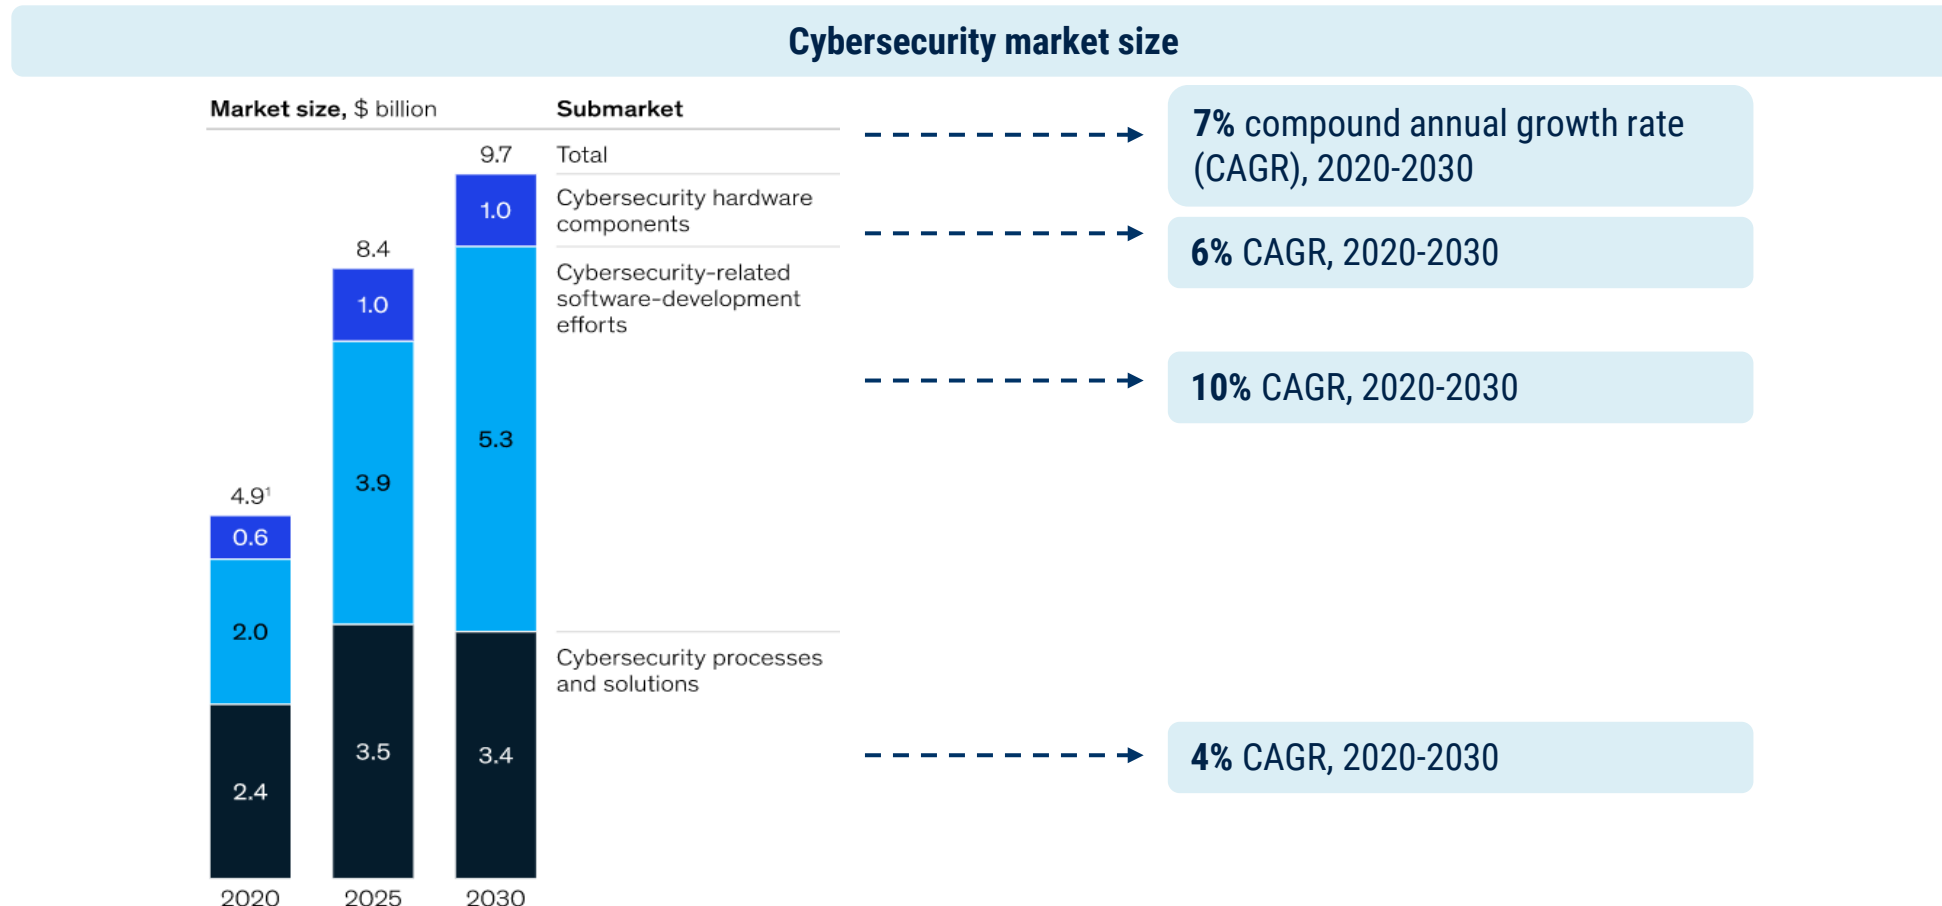 Cybersecurity market size
Market size, $ billion
Submarket
7% compound annual growth rate
(CAGR), 2020-2030
9.7
Total
1.0
Cybersecurity hardware
components
6% CAGR, 2020-2030
8.4
1.0
Cybersecurity-related
software-development
efforts
10% CAGR, 2020-2030
5.3
3.9
4.9¹
0.6
2.0
Cybersecurity processes
and solutions
3.5
3.4
4% CAGR, 2020-2030
2.4
2020
2025
2030